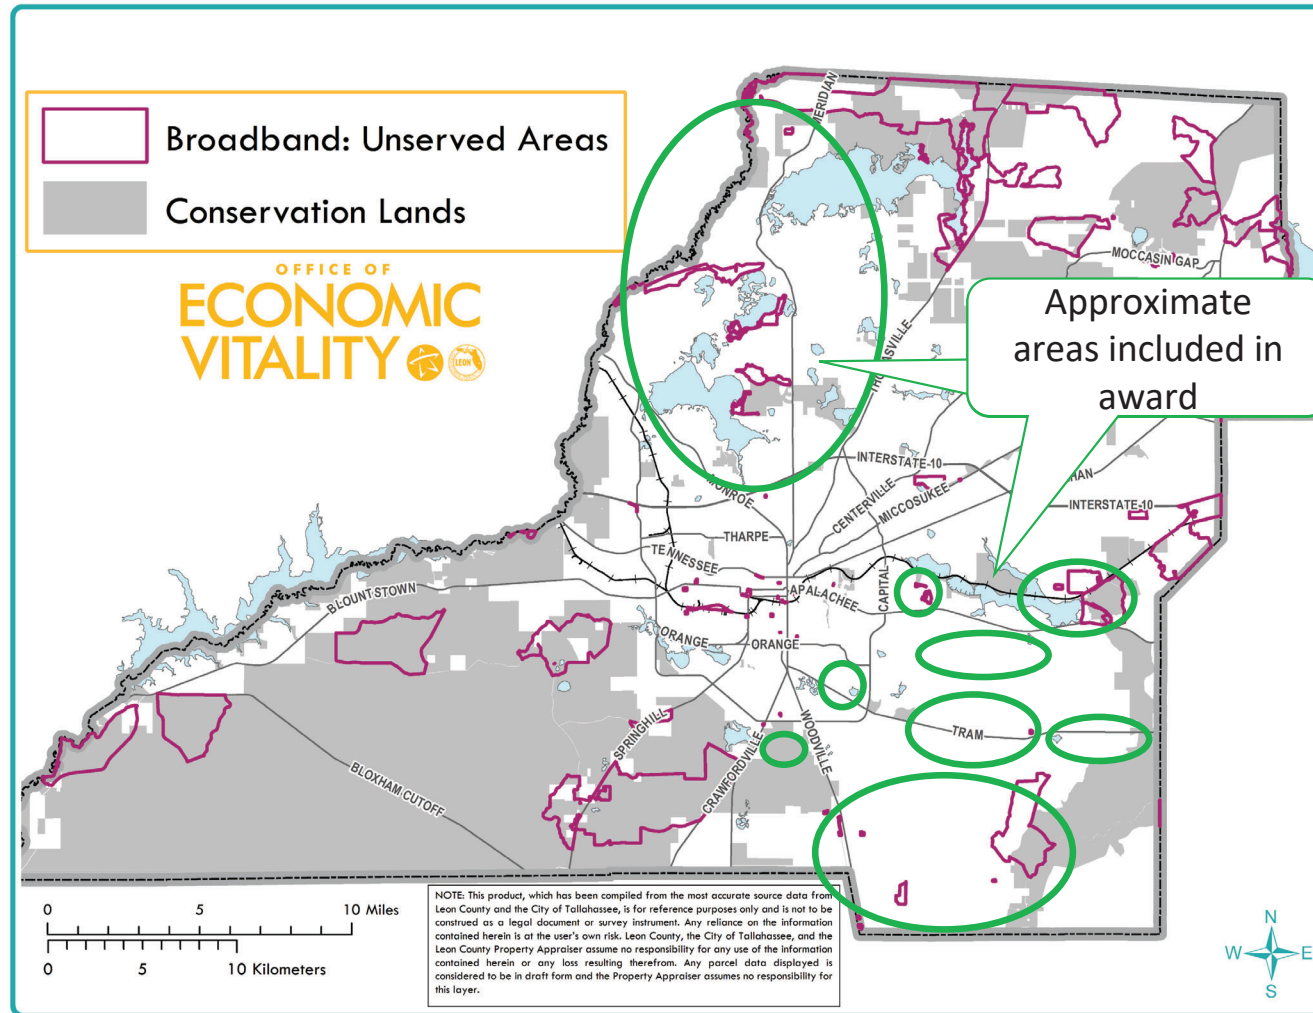 Broadband: Unserved Areas
Conservation Lands
OFFICE OF
ECONOMIC
VITALITY
LEON
MERIDIAN
MOCCASIN GAP
Approximate
areas included in
award
INTERSTATE-10
MONROE
CENTERVILLE
MICCOSUKEE
INTERSTATE-10
THARPE
TENNESSEE
BLOUNTSTOWN
APALACHEE
CAPITAL
ORANGE
ORANGE
SPRINGHILL
CRAWFORDVILLE
WOODVILLE
TRAM
BLOXHAM CUTOFF
0 5 10 Miles
0 5 10 Kilometers
NOTE: This product, which has been compiled from the most accurate source data from
Leon County and the City of Tallahassee, is for reference purposes only and is not to be
construed as a legal document or survey instrument. Any reliance on the information
contained herein is at the user's own risk. Leon County, the City of Tallahassee, and the
Leon County Property Appraiser assume no responsibility for any use of the information
contained herein or any loss resulting therefrom. Any parcel data displayed is
considered to be in draft form and the Property Appraiser assumes no responsibility for
this layer.
N
W E
S